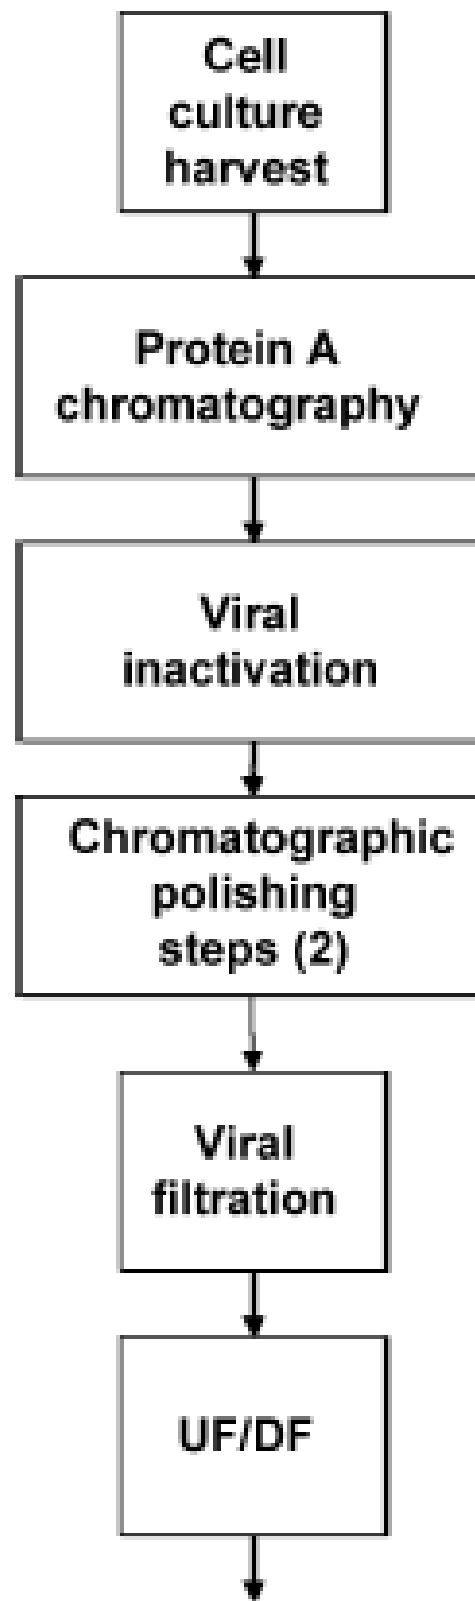 Cell
culture
harvest
Protein A
chromatography
Viral
inactivation
Chromatographic
polishing
steps (2)
Viral
filtration
UF/DF